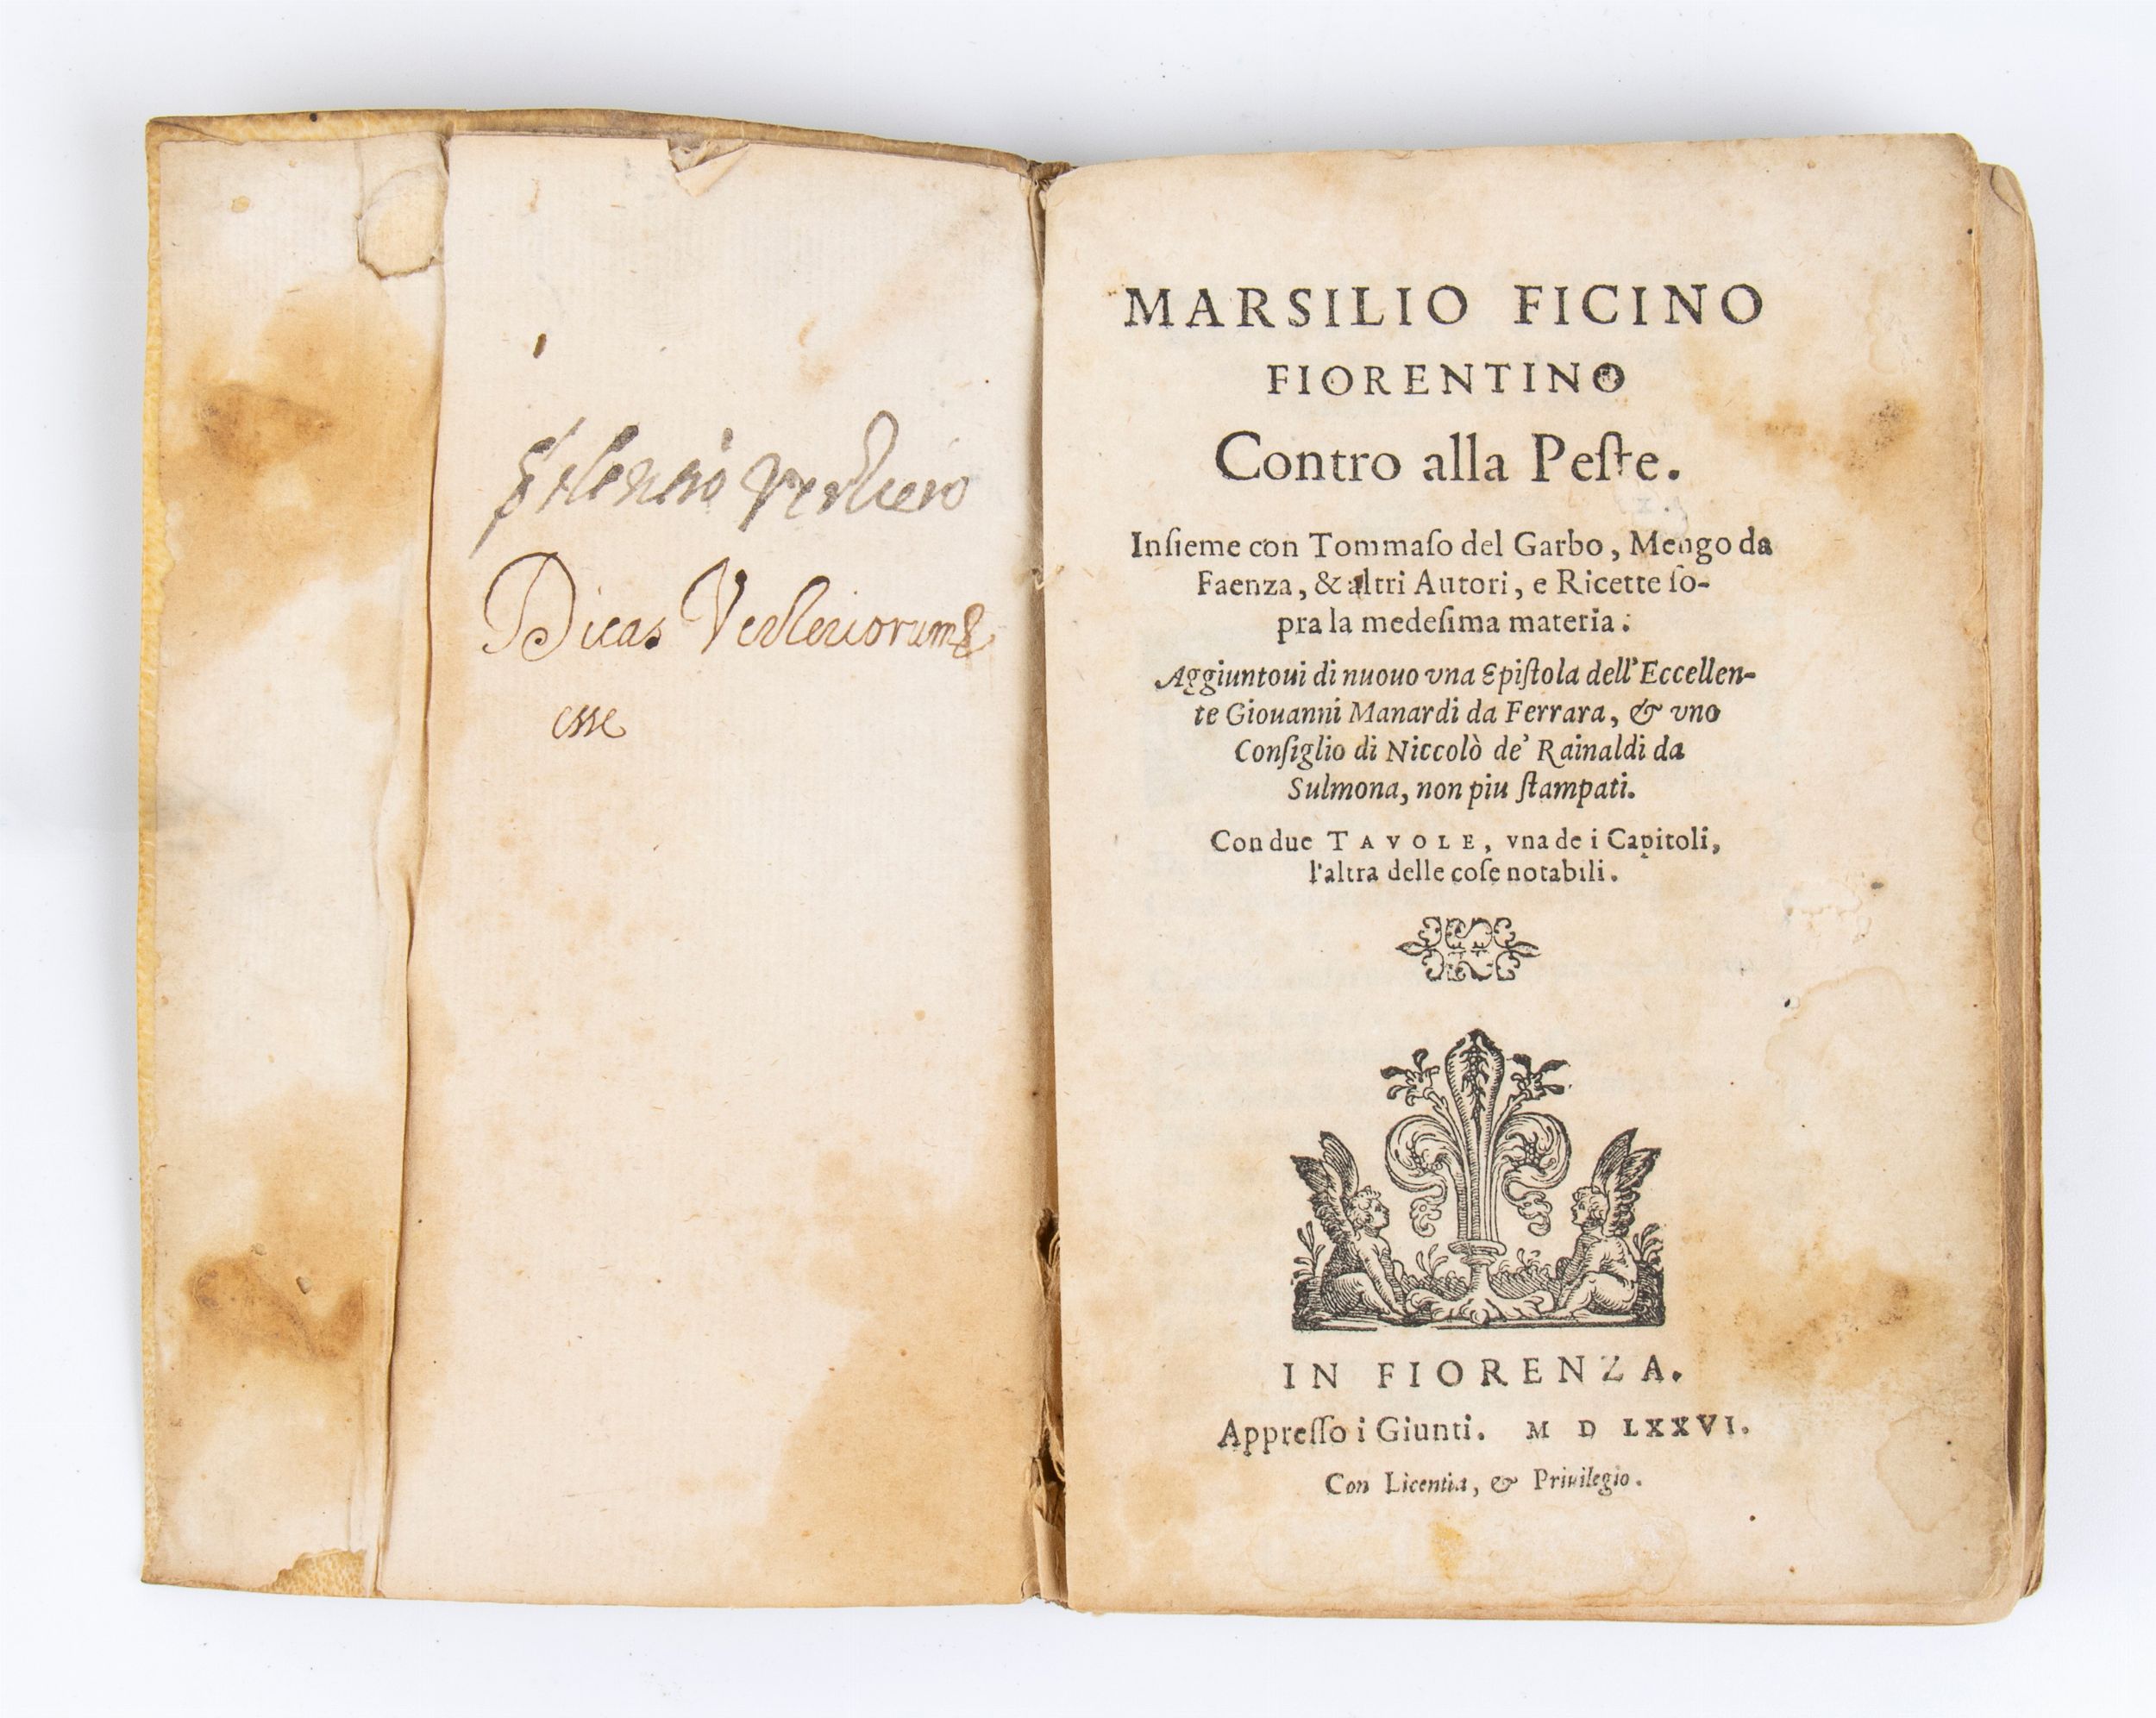 Dicas
esse
MARSILIO FICINO
FIORENTINO
Contro alla Peſte.
Inſieme con Tommaſo del Garbo, Mengo da
Faenza, & altri Autori, e Ricette ſo-
pra la medeſima materia.
Aggiuntoui di nuouo vna Epiſtola dell'Eccellen-
te Giouanni Manardi da Ferrara, & vno
Conſiglio di Niccolò de' Rainaldi da
Sulmona, non piu ſtampati.
Con due TAVOLE, vna de i Capitoli,
l'altra delle coſe notabili.
IN FIORENZA.
Appreſſo i Giunti. M D LXXVI.
Con Licentia, & Priuilegio.